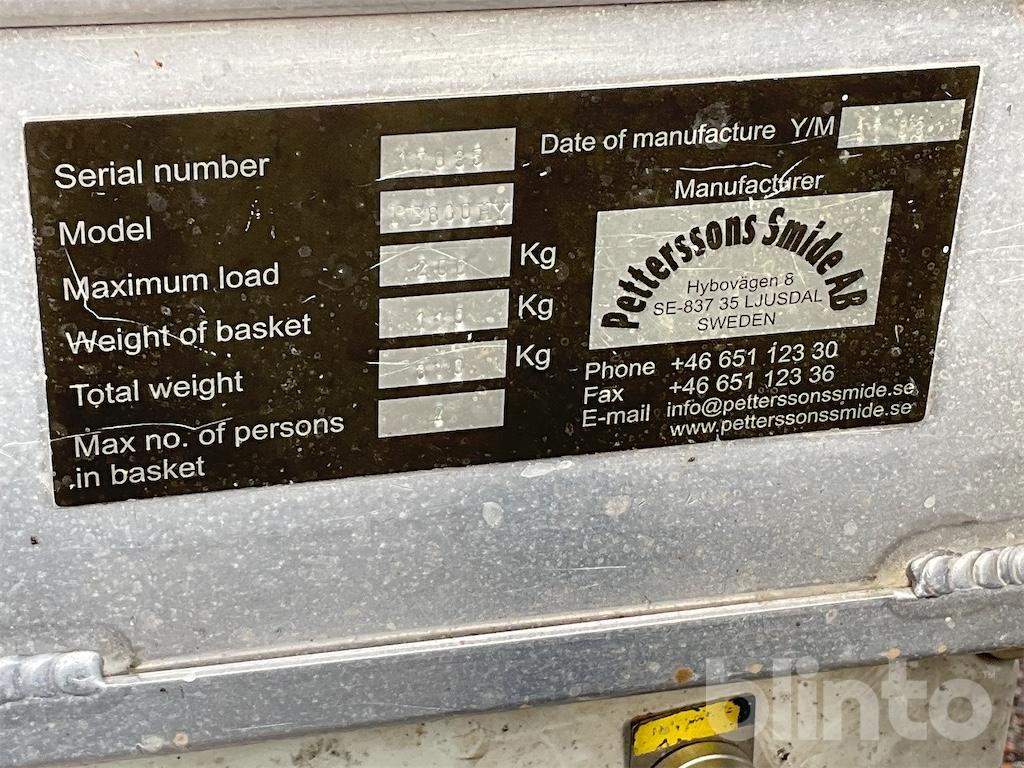 Serial number
Model
Maximum load Kg
Weight of basket Kg
Total weight Kg
Max no. of persons
in basket
Date of manufacture Y/M
Manufacturer
Petterssons Smide AB
Hybovägen 8
SE-837 35 LJUSDAL
SWEDEN
Phone +46 651 123 30
Fax +46 651 123 36
E-mail info@petterssonssmide.se
www.petterssonssmide.se
blinto™